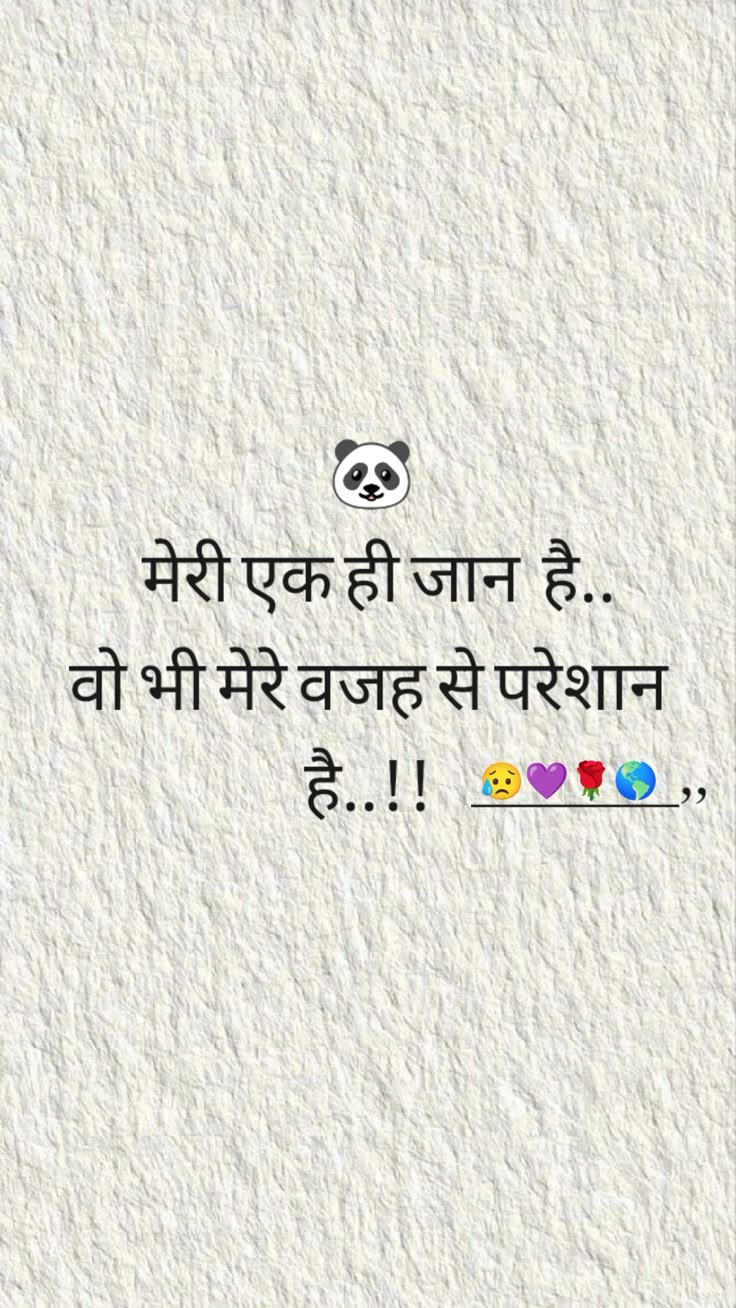 🐼
मेरी एक ही जान है..
वो भी मेरे वजह से परेशान
है..!! 😥💜🌹🌎,,